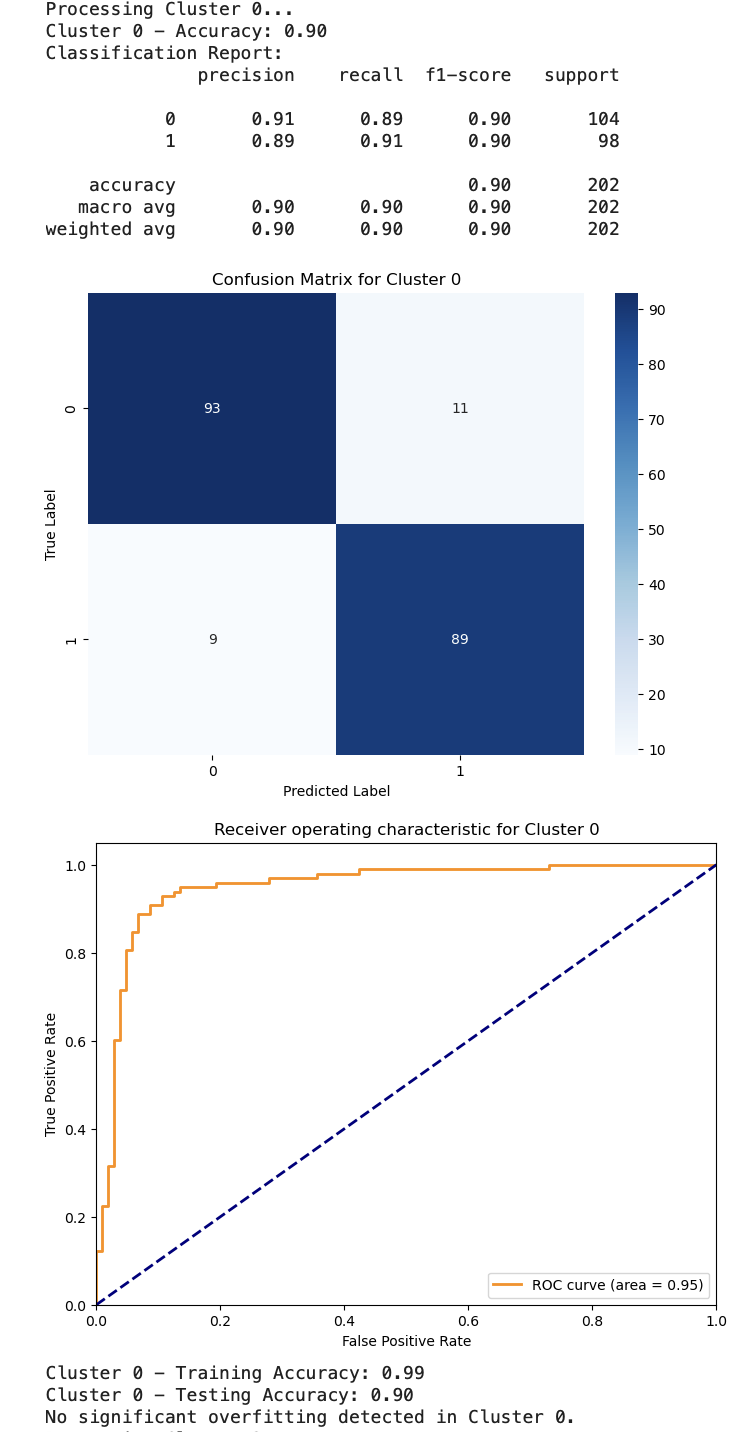 Processing Cluster 0...
Cluster 0 – Accuracy: 0.90
Classification Report:
precision recall f1-score support
0 0.91 0.89 0.90 104
1 0.89 0.91 0.90 98
accuracy 0.90 202
macro avg 0.90 0.90 0.90 202
weighted avg 0.90 0.90 0.90 202
Confusion Matrix for Cluster 0
90
93 11
0
80
70
60
True Label
50
40
9 89
1
30
20
10
0 1
Predicted Label
Receiver operating characteristic for Cluster 0
1.0
0.8
0.6
True Positive Rate
0.4
0.2
ROC curve (area = 0.95)
0.0
0.0 0.2 0.4 0.6 0.8 1.0
False Positive Rate
Cluster 0 – Training Accuracy: 0.99
Cluster 0 – Testing Accuracy: 0.90
No significant overfitting detected in Cluster 0.